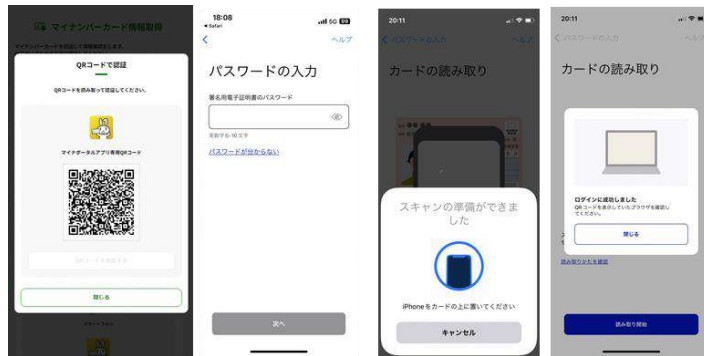 マイナンバーカード情報取得
QRコードで認証
QRコードを読み取って認証してください。
マイナポータルアプリ専用QRコード
閉じる
18:08
Safari
5G
ヘルプ
パスワードの入力
署名用電子証明書のパスワード
英数字6-16文字
パスワードが分からない
次へ
20:11
パスワードの入力
ヘルプ
カードの読み取り
スキャンの準備ができま
した
iPhoneをカードの上に置いてください
キャンセル
20:11
パスワードの入力
ヘルプ
カードの読み取り
ログインに成功しました
QRコードを表示していたブラウザを確認し
てください。
閉じる
読み取りかたを確認
読み取り開始